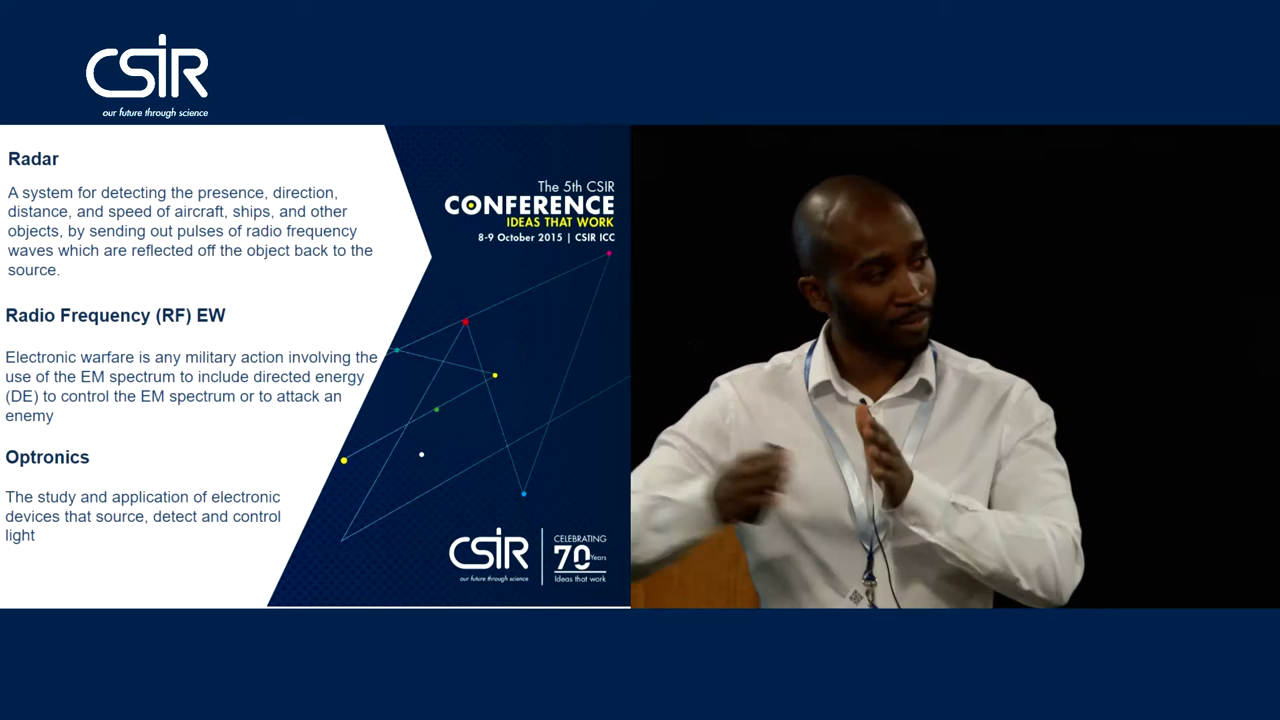 CSIR
our future through science
Radar
A system for detecting the presence, direction,
distance, and speed of aircraft, ships, and other
objects, by sending out pulses of radio frequency
waves which are reflected off the object back to the
source.
Radio Frequency (RF) EW
Electronic warfare is any military action involving the
use of the EM spectrum to include directed energy
(DE) to control the EM spectrum or to attack an
enemy
Optronics
The study and application of electronic
devices that source, detect and control
light
The 5th CSIR
CONFERENCE
IDEAS THAT WORK
8-9 October 2015 | CSIR ICC
CSIR
our future through science
CELEBRATING
70 Years
Ideas that work